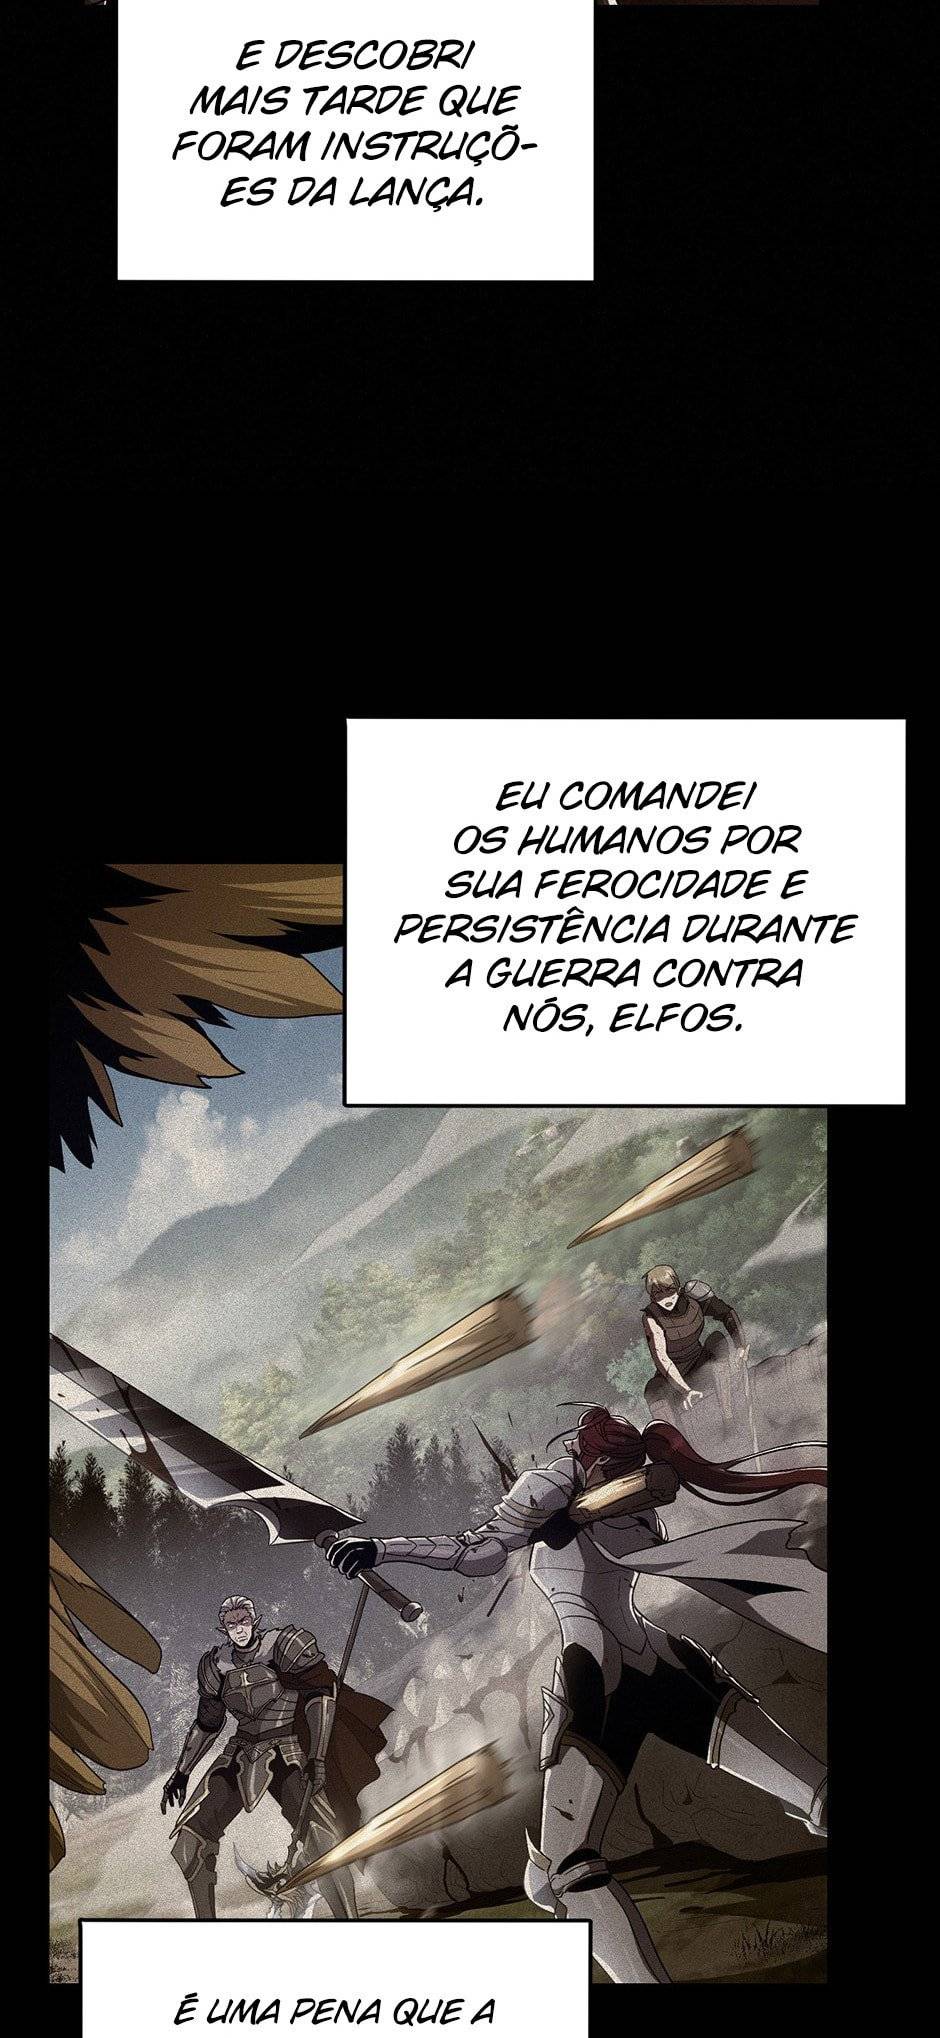 E DESCOBRI
MAIS TARDE QUE
FORAM INSTRUÇÕ-
ES DA LANÇA.
EU COMANDEI
OS HUMANOS POR
SUA FEROCIDADE E
PERSISTÊNCIA DURANTE
A GUERRA CONTRA
NÓS, ELFOS.
É UMA PENA QUE A